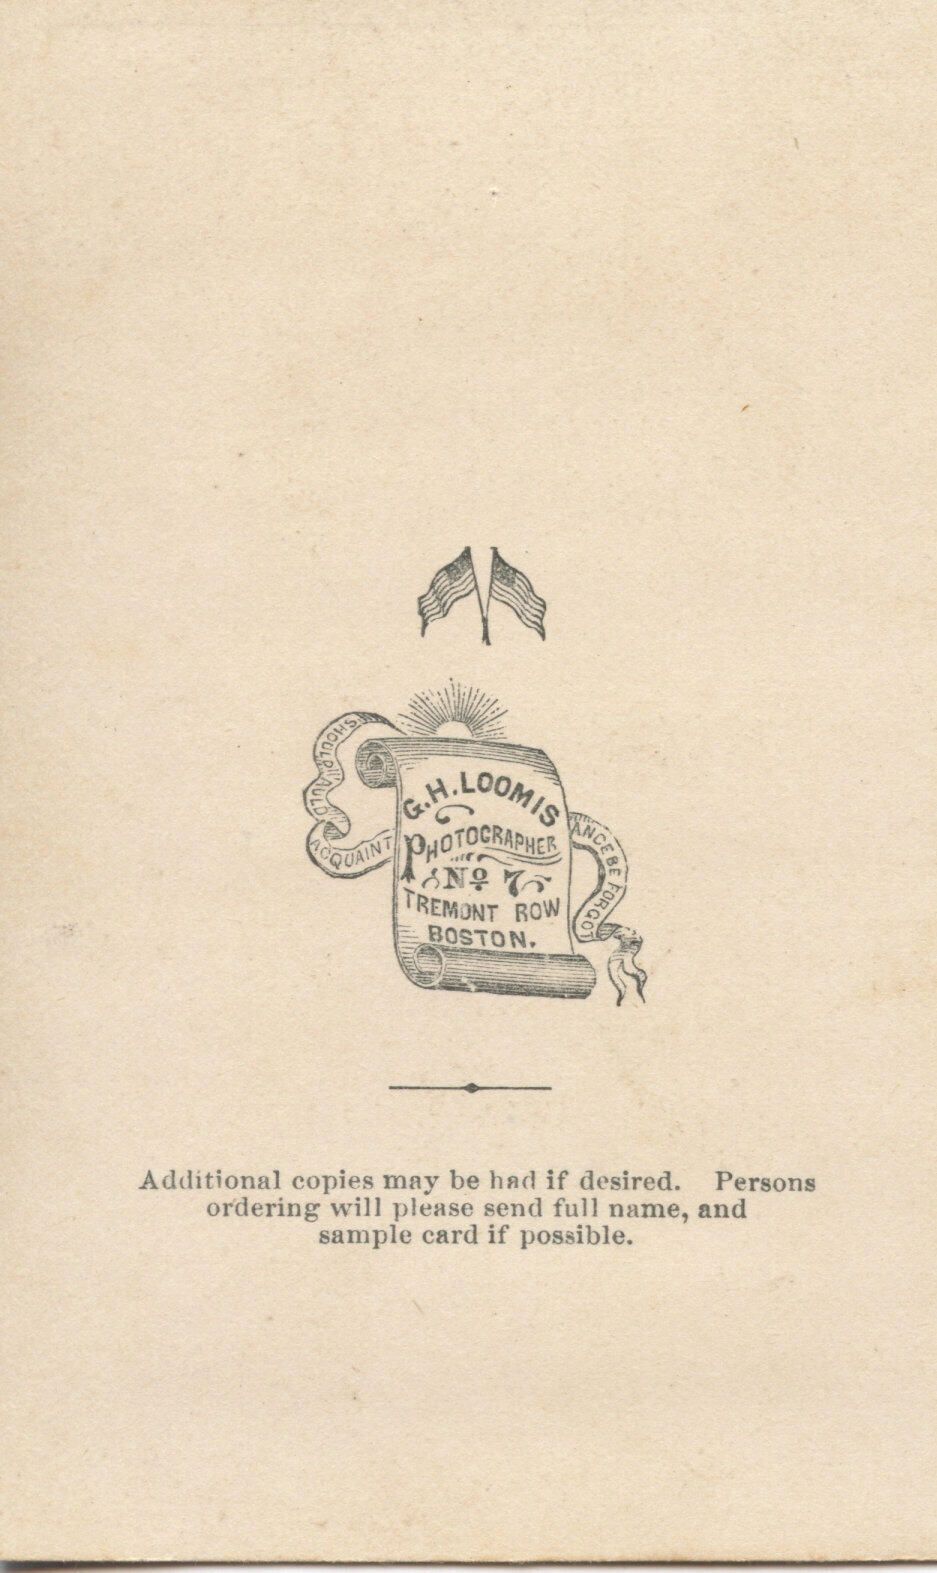 SHOULD AULD
ACQUAINT
ANCE BE FORGOT
G.H. LOOMIS
PHOTOGRAPHER
No 7
TREMONT ROW
BOSTON.
Additional copies may be had if desired. Persons
ordering will please send full name, and
sample card if possible.